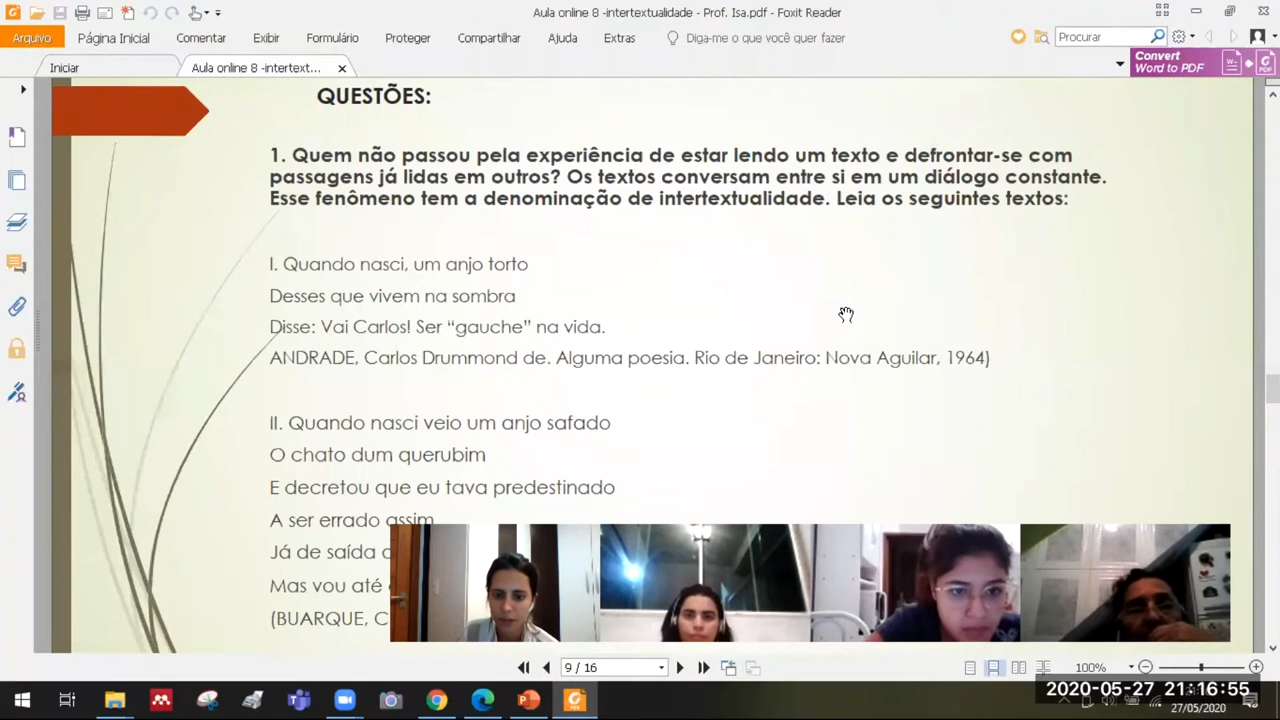 Aula online 8 -intertextualidade - Prof. Isa.pdf - Foxit Reader
Arquivo Página Inicial Comentar Exibir Formulário Proteger Compartilhar Ajuda Extras Diga-me o que você quer fazer Procurar
Iniciar Aula online 8 -intertext... Convert
Word to PDF
QUESTÕES:
1. Quem não passou pela experiência de estar lendo um texto e defrontar-se com
passagens já lidas em outros? Os textos conversam entre si em um diálogo constante.
Esse fenômeno tem a denominação de intertextualidade. Leia os seguintes textos:
I. Quando nasci, um anjo torto
Desses que vivem na sombra
Disse: Vai Carlos! Ser “gauche” na vida.
ANDRADE, Carlos Drummond de. Alguma poesia. Rio de Janeiro: Nova Aguilar, 1964)
II. Quando nasci veio um anjo safado
O chato dum querubim
E decretou que eu tava predestinado
A ser errado assim
Já de saída
Mas vou até
(BUARQUE, C
9 / 16 100%
2020-05-27 21:16:55
27/05/2020